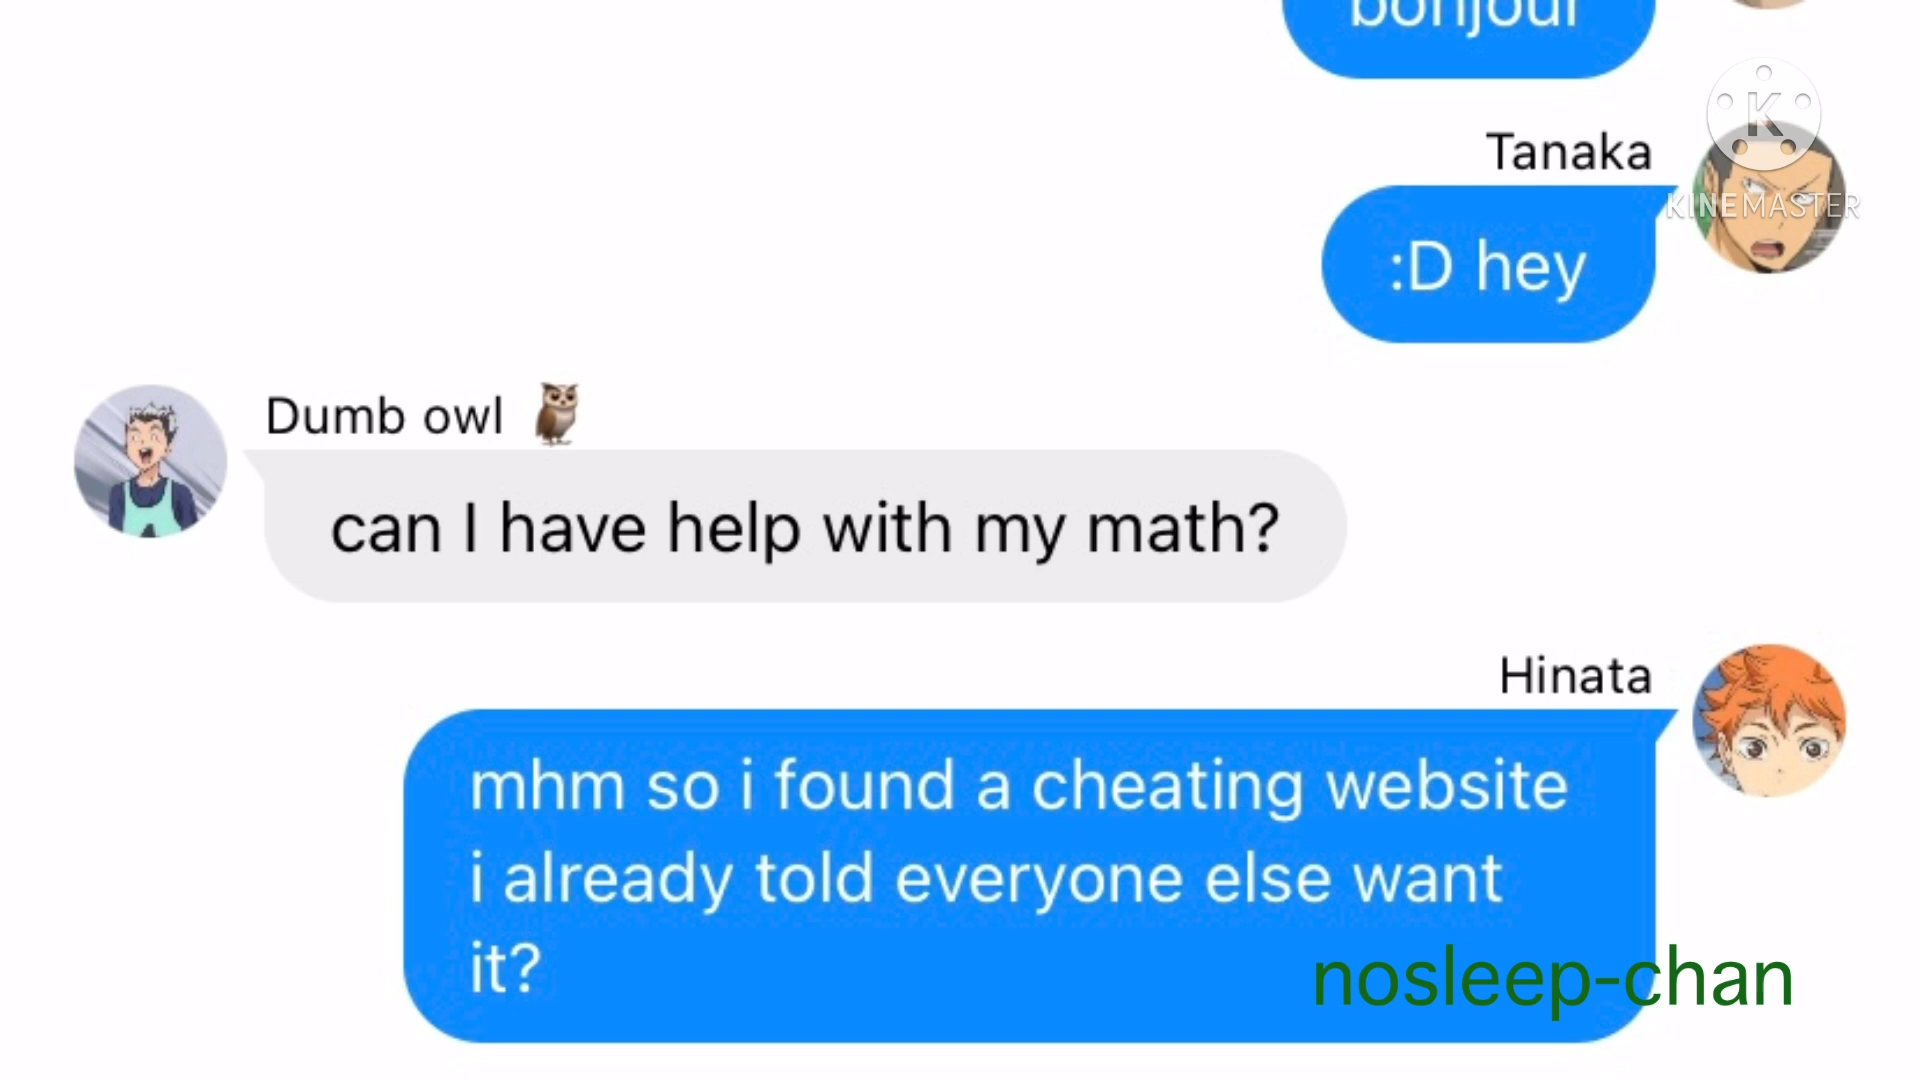 bonjour
Tanaka
K
KINEMASTER
:D hey
Dumb owl 🦉
can I have help with my math?
Hinata
mhm so i found a cheating website
i already told everyone else want
it?
nosleep-chan